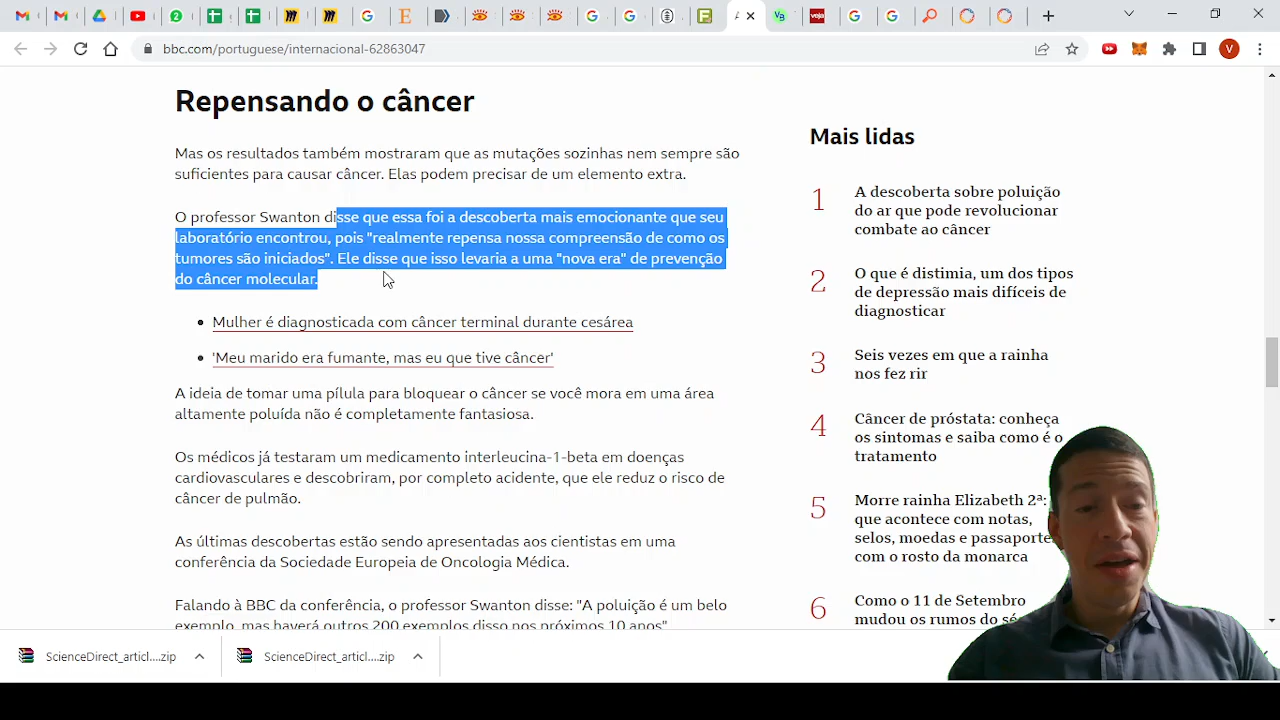 bbc.com/portuguese/internacional-62863047
Repensando o câncer
Mas os resultados também mostraram que as mutações sozinhas nem sempre são
suficientes para causar câncer. Elas podem precisar de um elemento extra.
O professor Swanton disse que essa foi a descoberta mais emocionante que seu
laboratório encontrou, pois "realmente repensa nossa compreensão de como os
tumores são iniciados". Ele disse que isso levaria a uma "nova era" de prevenção
do câncer molecular.
Mulher é diagnosticada com câncer terminal durante cesárea
'Meu marido era fumante, mas eu que tive câncer'
A ideia de tomar uma pílula para bloquear o câncer se você mora em uma área
altamente poluída não é completamente fantasiosa.
Os médicos já testaram um medicamento interleucina-1-beta em doenças
cardiovasculares e descobriram, por completo acidente, que ele reduz o risco de
câncer de pulmão.
As últimas descobertas estão sendo apresentadas aos cientistas em uma
conferência da Sociedade Europeia de Oncologia Médica.
Falando à BBC da conferência, o professor Swanton disse: "A poluição é um belo
exemplo, mas haverá outros 200 exemplos disso nos próximos 10 anos".
Mais lidas
1
A descoberta sobre poluição
do ar que pode revolucionar
combate ao câncer
2
O que é distimia, um dos tipos
de depressão mais difíceis de
diagnosticar
3
Seis vezes em que a rainha
nos fez rir
4
Câncer de próstata: conheça
os sintomas e saiba como é o
tratamento
5
Morre rainha Elizabeth 2ª:
que acontece com notas,
selos, moedas e passaporte
com o rosto da monarca
6
Como o 11 de Setembro
mudou os rumos do
ScienceDirect_articl....zip
ScienceDirect_articl....zip